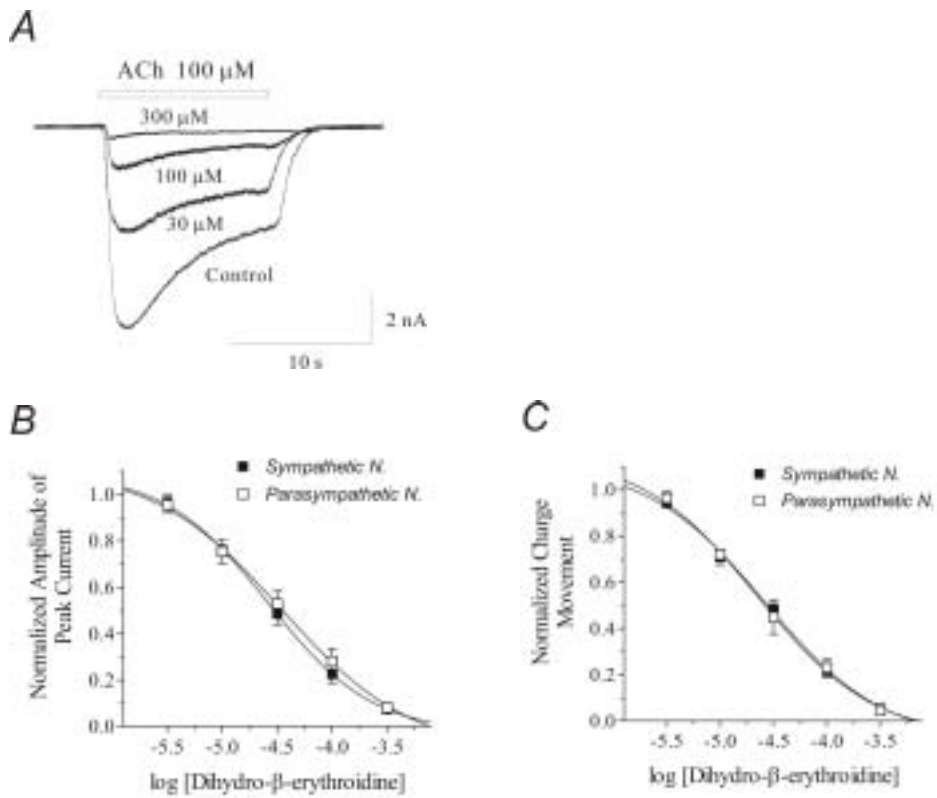 A
ACh 100 μM
300 μM
100 μM
30 μM
Control
2 nA
10 s
B
Sympathetic N.
Parasympathetic N.
Normalized Amplitude of
Peak Current
1.0
0.8
0.6
0.4
0.2
0.0
-5.5 -5.0 -4.5 -4.0 -3.5
log [Dihydro-β-erythroidine]
C
Sympathetic N.
Parasympathetic N.
Normalized Charge
Movement
1.0
0.8
0.6
0.4
0.2
0.0
-5.5 -5.0 -4.5 -4.0 -3.5
log [Dihydro-β-erythroidine]